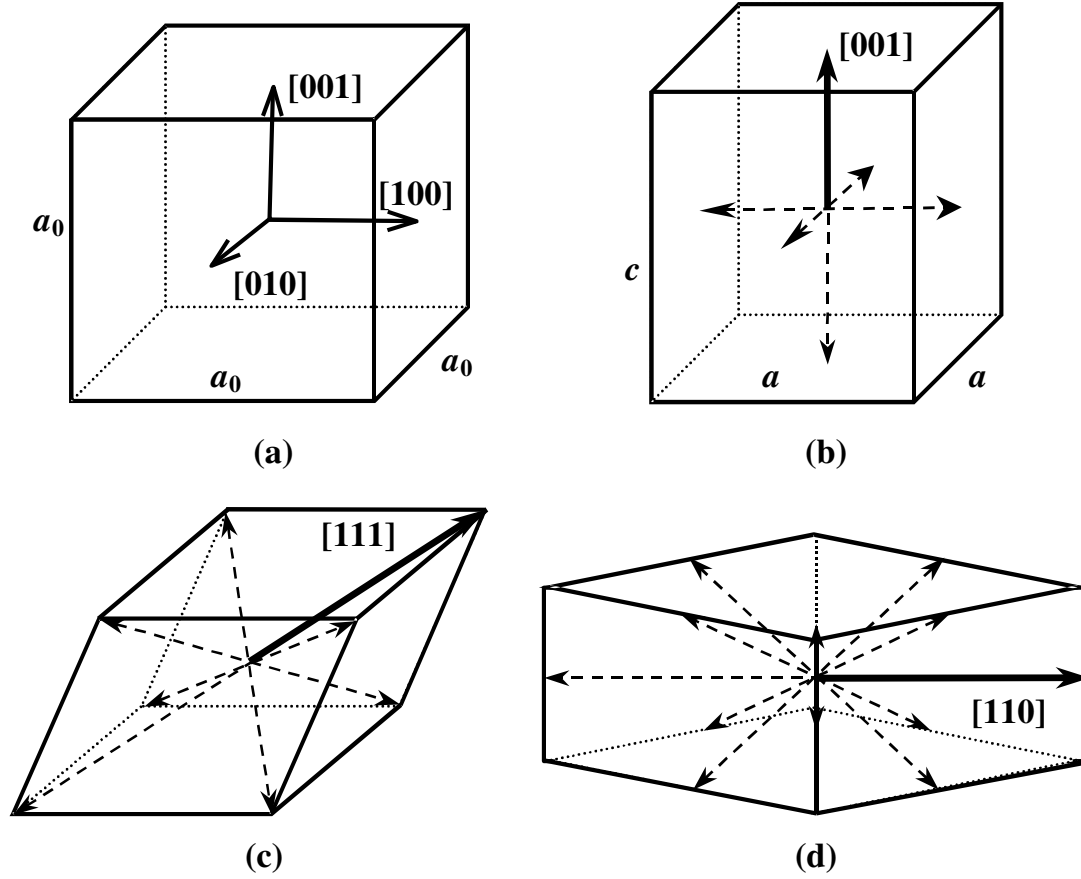 [001]
[100]
[010]
a₀
a₀
a₀
(a)
[001]
c
a
a
(b)
[111]
(c)
[110]
(d)